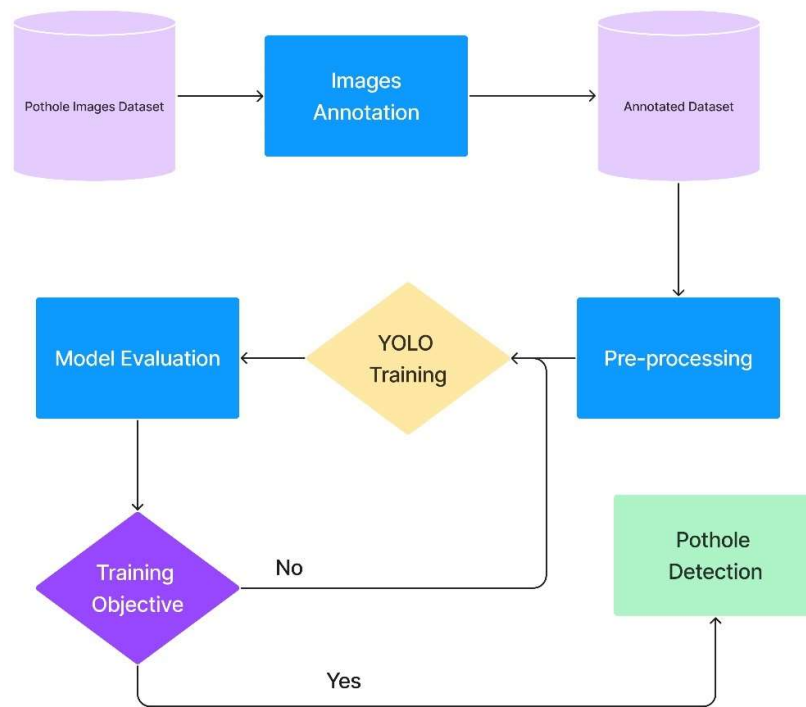 Pothole Images Dataset
Images
Annotation
Annotated Dataset
Pre-processing
YOLO
Training
Model Evaluation
Training
Objective
No
Yes
Pothole
Detection